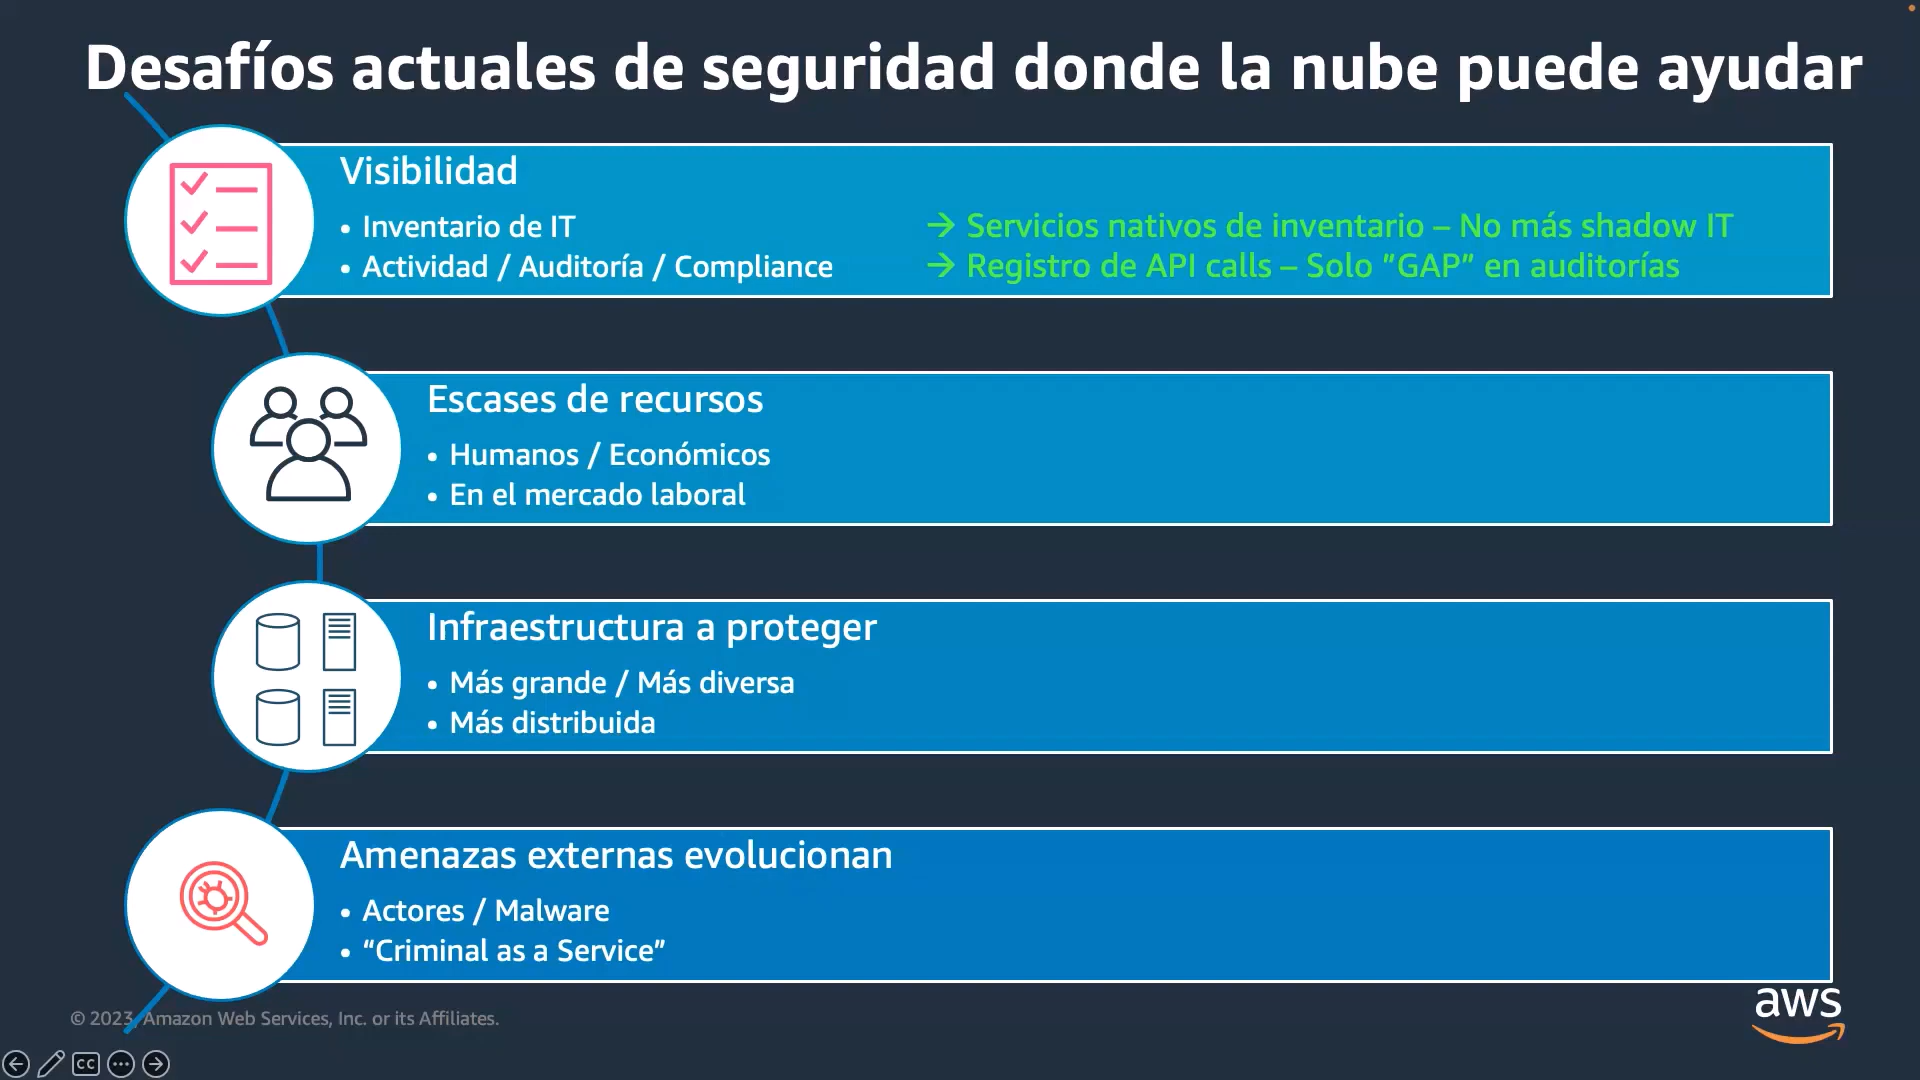 Desafíos actuales de seguridad donde la nube puede ayudar
Visibilidad
• Inventario de IT → Servicios nativos de inventario – No más shadow IT
• Actividad / Auditoría / Compliance → Registro de API calls – Solo "GAP" en auditorías
Escases de recursos
• Humanos / Económicos
• En el mercado laboral
Infraestructura a proteger
• Más grande / Más diversa
• Más distribuida
Amenazas externas evolucionan
• Actores / Malware
• “Criminal as a Service”
© 2023, Amazon Web Services, Inc. or its Affiliates.
aws
CC